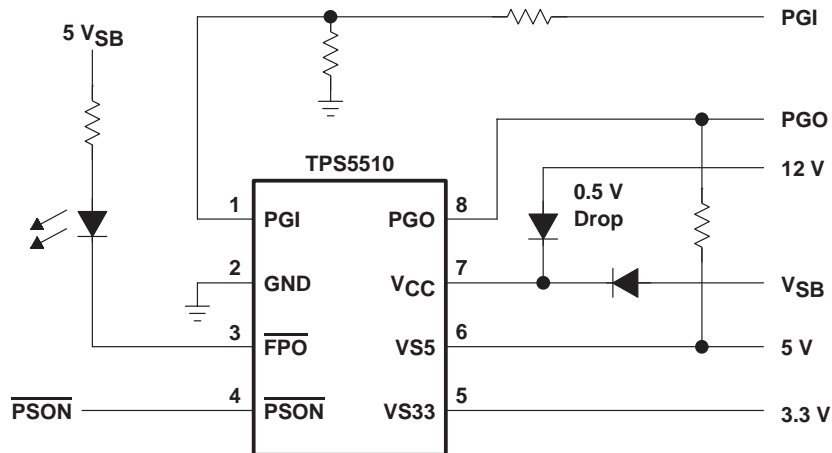 PGI
5 VSB
PGO
TPS5510
12 V
0.5 V
Drop
1
PGI
PGO
8
2
GND
VCC
7
VSB
3
FPO
VS5
6
5 V
PSON
4
PSON
VS33
5
3.3 V